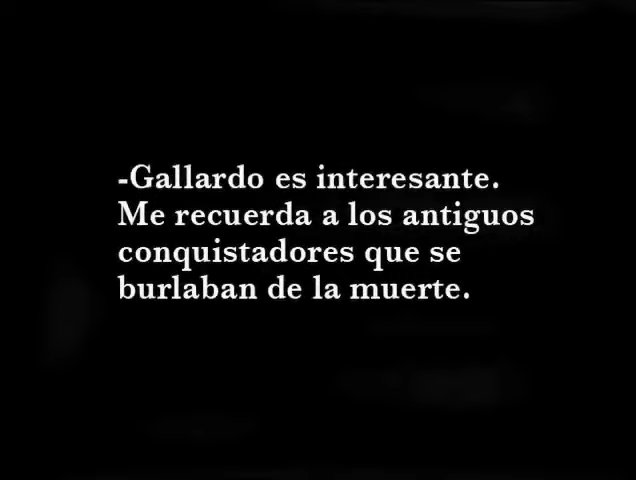 -Gallardo es interesante.
Me recuerda a los antiguos
conquistadores que se
burlaban de la muerte.